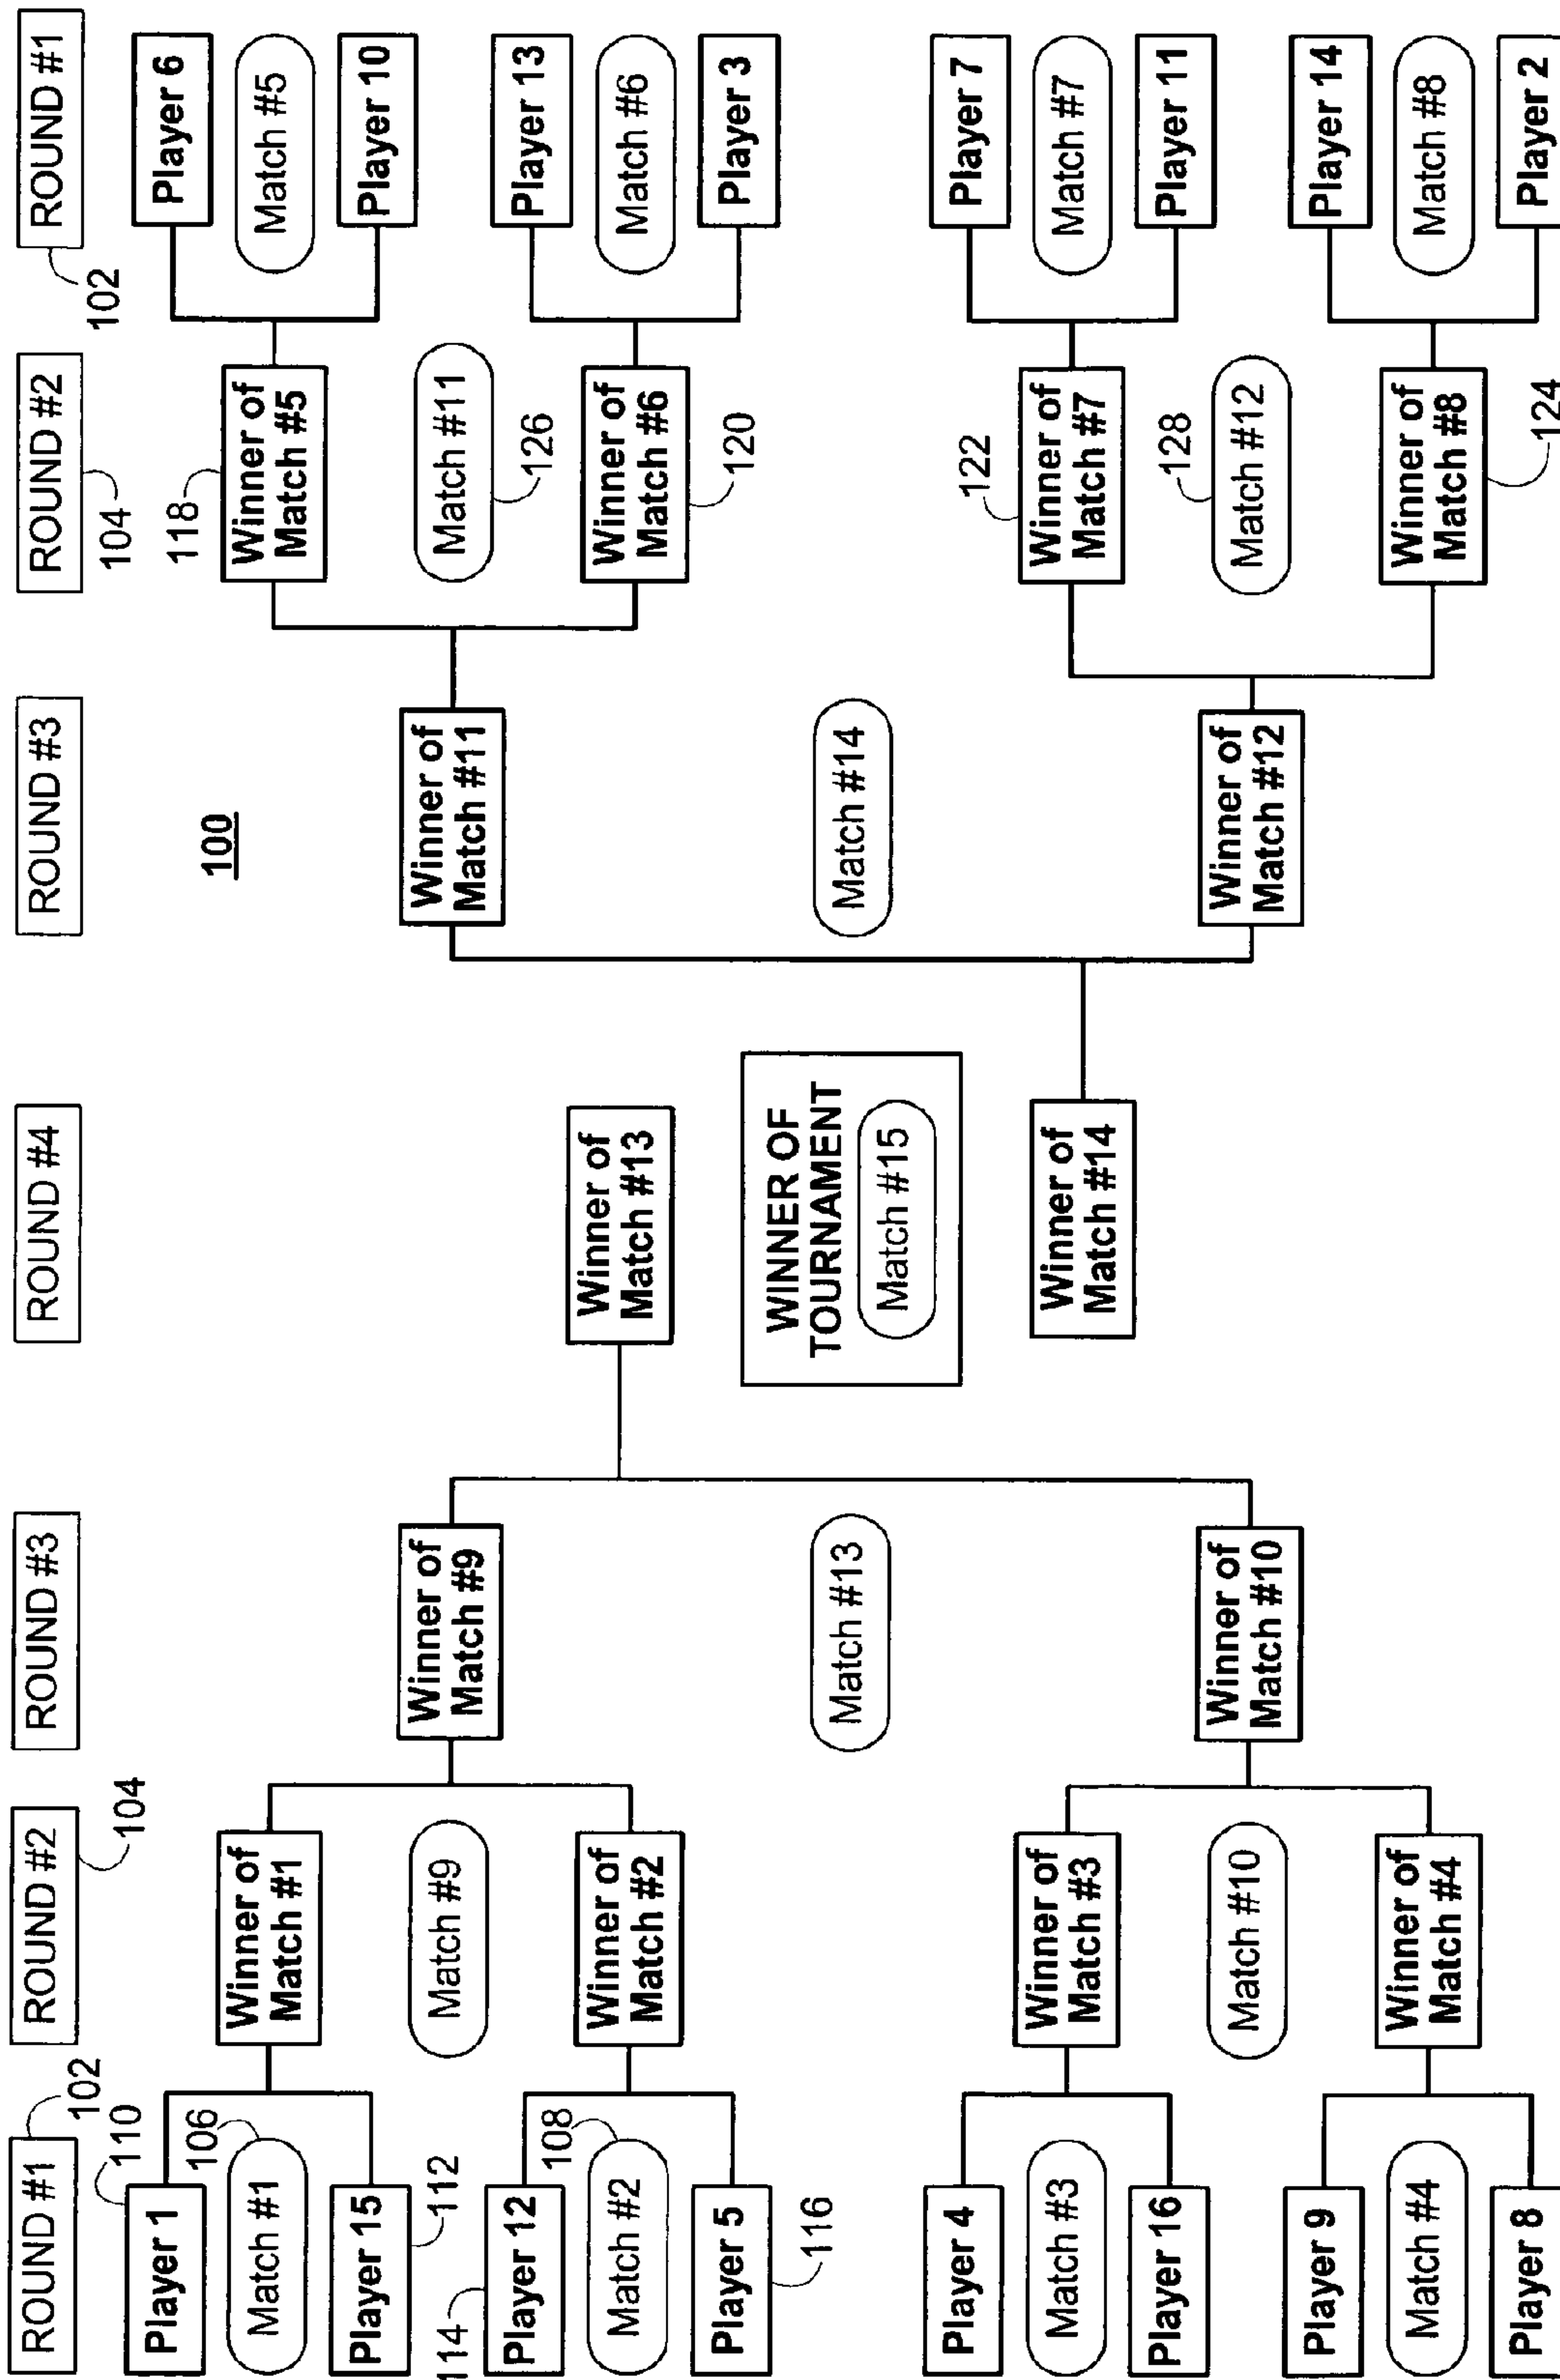 ROUND #1
ROUND #2
ROUND #3
ROUND #4
ROUND #3
ROUND #2
ROUND #1
102
104
104
102
110
Player 1
106
Match #1
Player 15
112
Winner of
Match #1
Match #9
114
Player 12
108
Match #2
Player 5
116
Winner of
Match #2
Winner of
Match #9
Match #13
Player 4
Match #3
Player 16
Winner of
Match #3
Match #10
Player 9
Match #4
Player 8
Winner of
Match #4
Winner of
Match #10
Winner of
Match #13
WINNER OF
TOURNAMENT
Match #15
Winner of
Match #14
100
Winner of
Match #11
Match #14
Winner of
Match #12
118
Winner of
Match #5
Match #11
126
Winner of
Match #6
120
122
Winner of
Match #7
128
Match #12
Winner of
Match #8
124
Player 6
Match #5
Player 10
Player 13
Match #6
Player 3
Player 7
Match #7
Player 11
Player 14
Match #8
Player 2